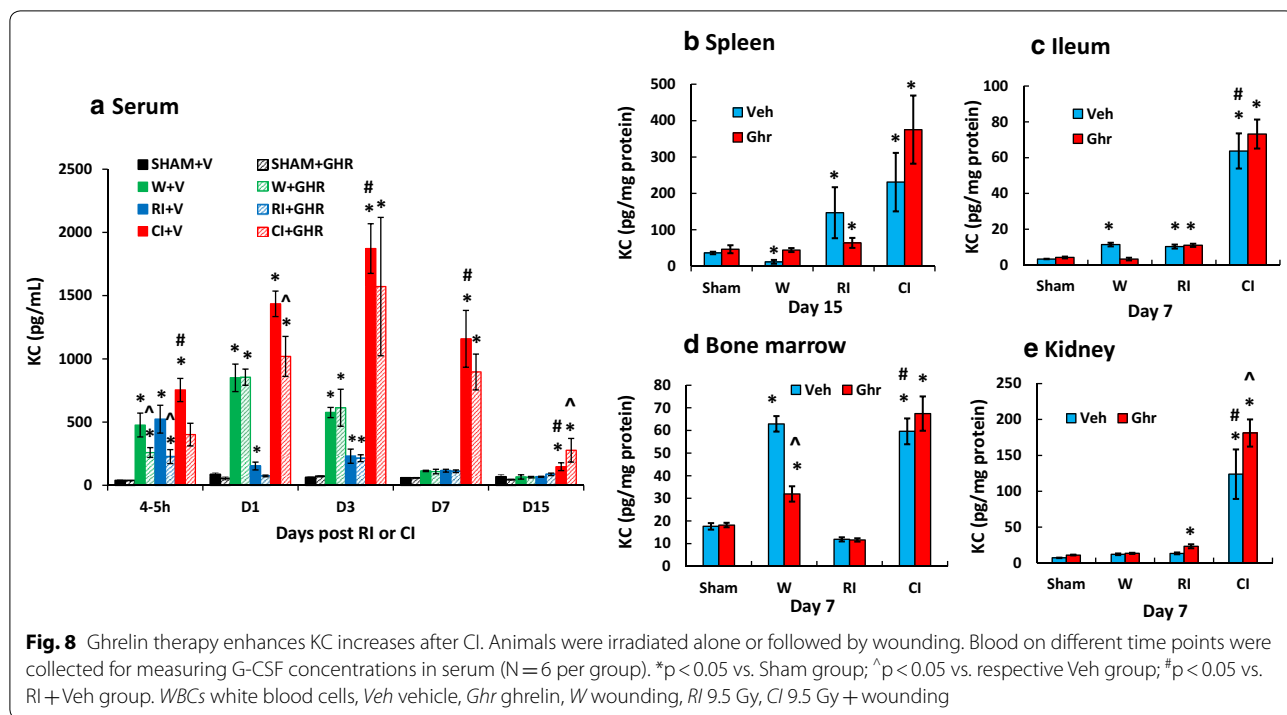 a Serum
KC (pg/mL)
2500
2000
1500
1000
500
0
SHAM+V
SHAM+GHR
W+V
W+GHR
RI+V
RI+GHR
CI+V
CI+GHR
* ^ * * ^ * # *
* * * * ^ *
* * * * # * *
# * *
# * ^ *
4-5h D1 D3 D7 D15
Days post RI or CI
b Spleen
KC (pg/mg protein)
500
400
300
200
100
0
Veh
Ghr
* * * * *
Sham W RI CI
Day 15
c Ileum
KC (pg/mg protein)
100
80
60
40
20
0
Veh
Ghr
* * * # * *
Sham W RI CI
Day 7
d Bone marrow
KC (pg/mg protein)
80
70
60
50
40
30
20
10
0
Veh Ghr
* ^ * # * *
Sham W RI CI
Day 7
e Kidney
KC (pg/mg protein)
250
200
150
100
50
0
Veh Ghr
* # * ^ *
Sham W RI CI
Day 7
Fig. 8 Ghrelin therapy enhances KC increases after CI. Animals were irradiated alone or followed by wounding. Blood on different time points were
collected for measuring G-CSF concentrations in serum (N = 6 per group). *p < 0.05 vs. Sham group; ^p < 0.05 vs. respective Veh group; #p < 0.05 vs.
RI + Veh group. WBCs white blood cells, Veh vehicle, Ghr ghrelin, W wounding, RI 9.5 Gy, CI 9.5 Gy + wounding